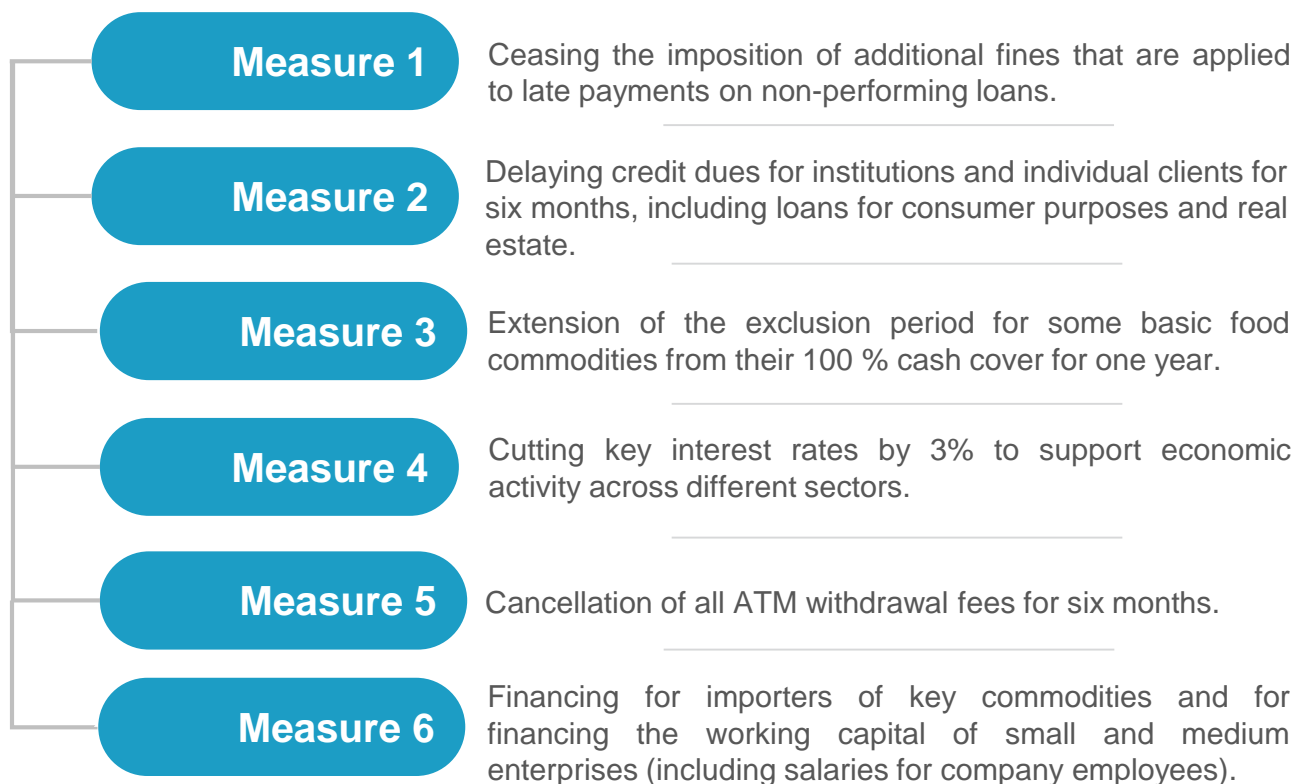 Measure 1
Ceasing the imposition of additional fines that are applied
to late payments on non-performing loans.
Measure 2
Delaying credit dues for institutions and individual clients for
six months, including loans for consumer purposes and real
estate.
Measure 3
Extension of the exclusion period for some basic food
commodities from their 100 % cash cover for one year.
Measure 4
Cutting key interest rates by 3% to support economic
activity across different sectors.
Measure 5
Cancellation of all ATM withdrawal fees for six months.
Measure 6
Financing for importers of key commodities and for
financing the working capital of small and medium
enterprises (including salaries for company employees).